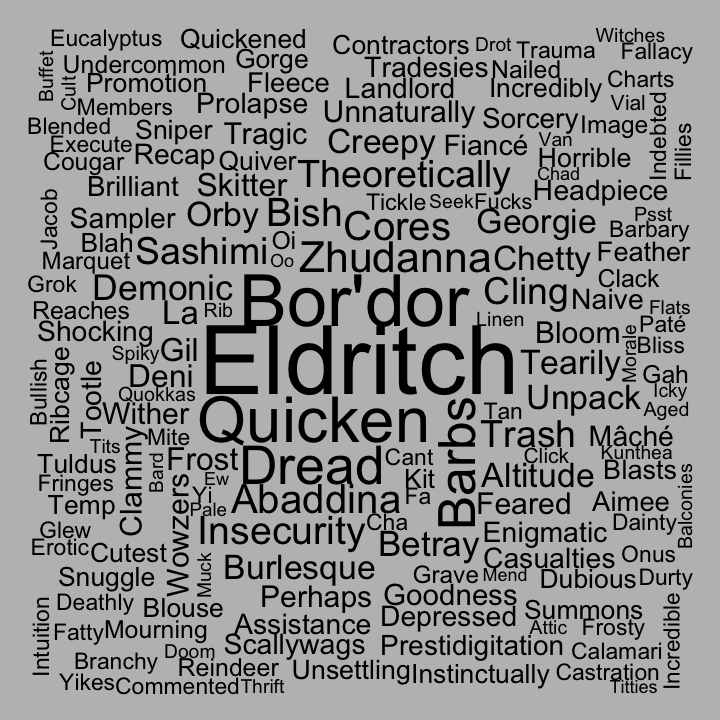 Eucalyptus
Quickened
Contractors
Drot
Trauma
Witches
Fallacy
Buffet
Undercommon
Gorge
Tradesies
Nailed
Cult
Promotion
Fleece
Landlord
Incredibly
Charts
Members
Prolapse
Unnaturally
Sorcery
Image
Vial
Indebted
Fillies
Blended
Sniper
Tragic
Creepy
Fiancé
Van
Execute
Recap
Quiver
Horrible
Cougar
Theoretically
Chad
Brilliant
Skitter
Headpiece
Jacob
Sampler
Orby
Bish
Tickle
Seek
Fucks
Cores
Georgie
Psst
Barbary
Blah
Sashimi
Oi
Oo
Zhudanna
Chetty
Feather
Marquet
Grok
Demonic
Bor'dor
Cling
Naive
Clack
Flats
Reaches
La
Rib
Linen
Bloom
Morale
Paté
Shocking
Spiky
Gil
Eldritch
Tearily
Bliss
Bullish
Ribcage
Tootle
Deni
Gah
Quokkas
Unpack
Icky
Aged
Wither
Quicken
Barbs
Tan
Trash
Mâché
Tits
Mite
Clammy
Bard
Frost
Dread
Cant
Click
Kunthea
Tuldus
Ew
Kit
Altitude
Blasts
Balconies
Fringes
Wowzers
Yi
Abaddina
Fa
Feared
Aimee
Temp
Pale
Insecurity
Cha
Dainty
Glew
Betray
Enigmatic
Erotic
Cutest
Muck
Burlesque
Casualties
Onus
Snuggle
Grave
Mend
Dubious
Durty
Intuition
Deathly
Blouse
Perhaps
Goodness
Summons
Incredible
Fatty
Mourning
Assistance
Depressed
Attic
Frosty
Doom
Scallywags
Prestidigitation
Calamari
Branchy
Reindeer
Unsettling
Instinctually
Castration
Yikes
Commented
Thrift
Titties